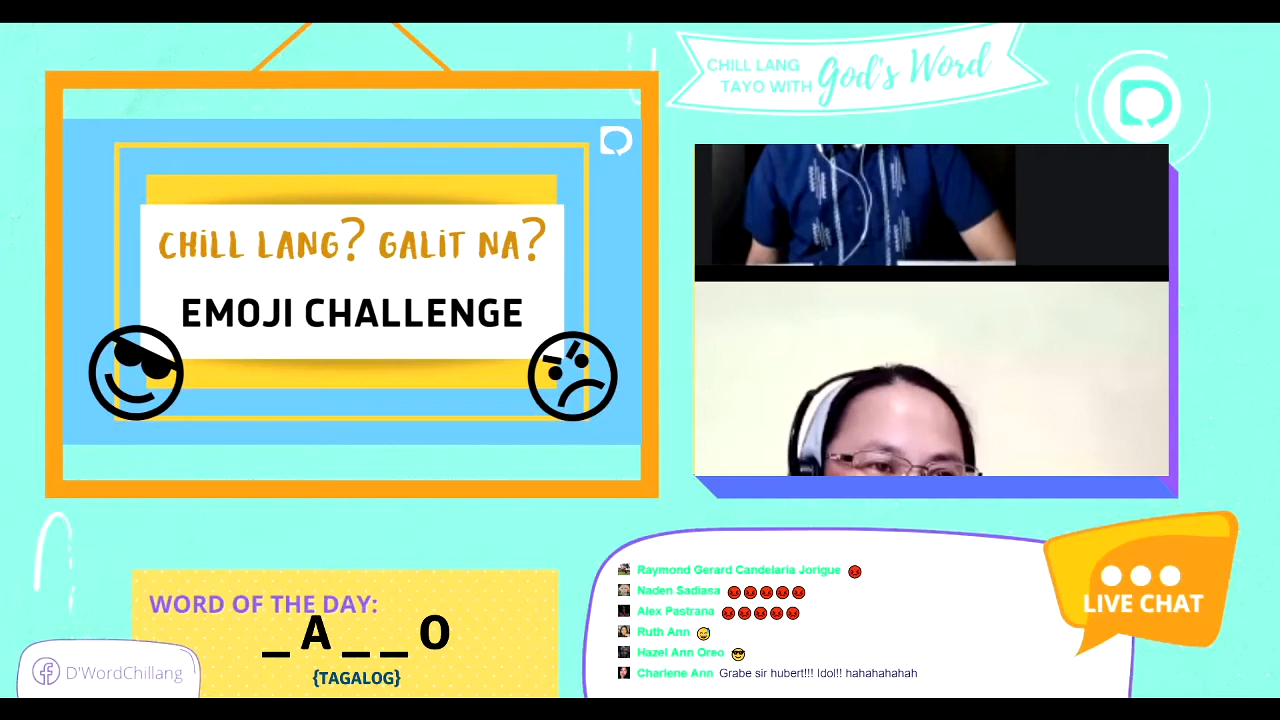 CHILL LANG
TAYO WITH God's Word
CHiLL LANG? GALiT NA?
EMOJI CHALLENGE
WORD OF THE DAY:
_ A _ _ O
{TAGALOG}
D'WordChillang
Raymond Gerard Candelaria Jorigue 😡
Naden Sadiasa 😡😡😡😡😡
Alex Pastrana 😡😡😡😡😡
Ruth Ann 😅
Hazel Ann Oreo 😎
Charlene Ann Grabe sir hubert!!! Idol!! hahahahahah
LIVE CHAT